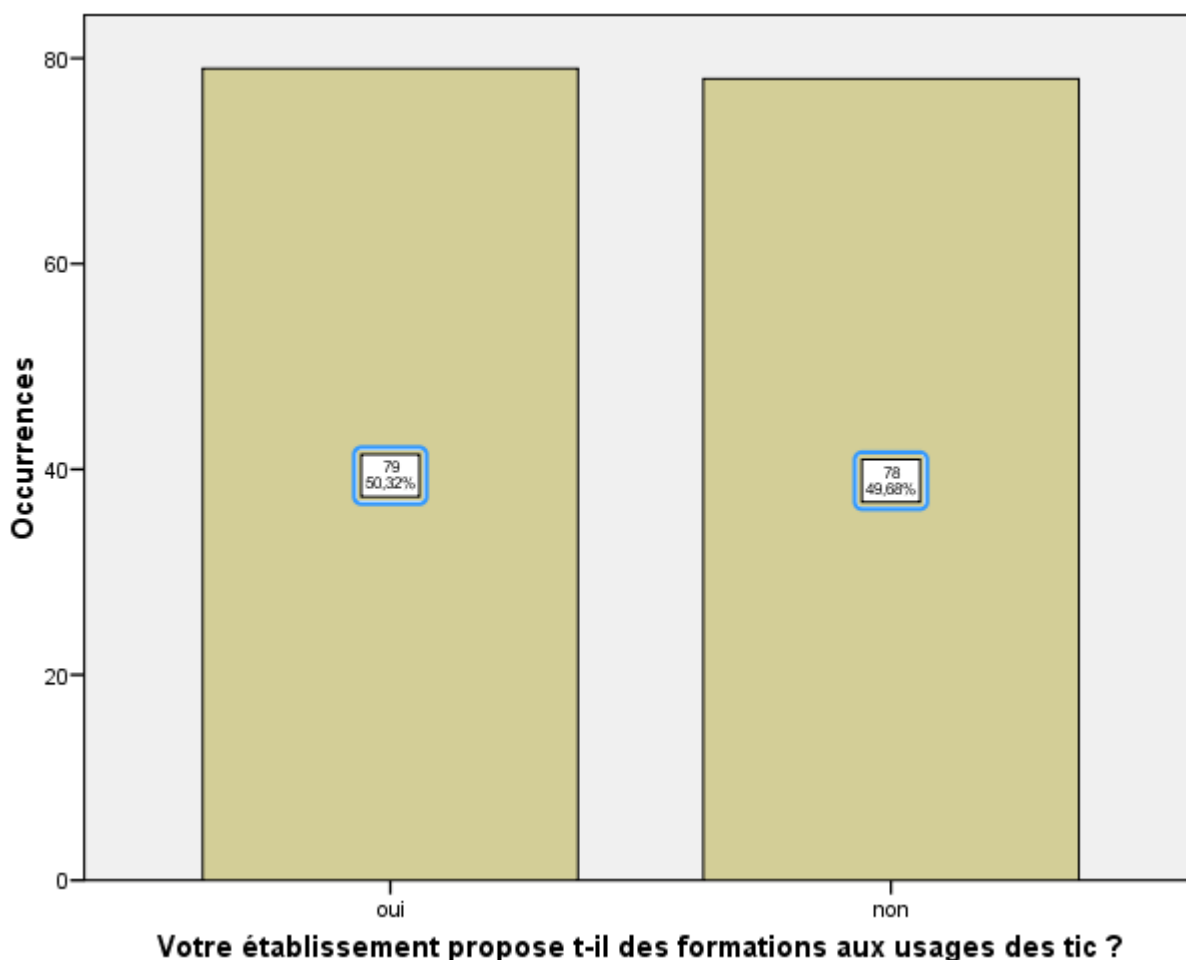 80
60
40
20
0
Occurrences
79
50,32%
78
49,68%
oui
non
Votre établissement propose t-il des formations aux usages des tic ?